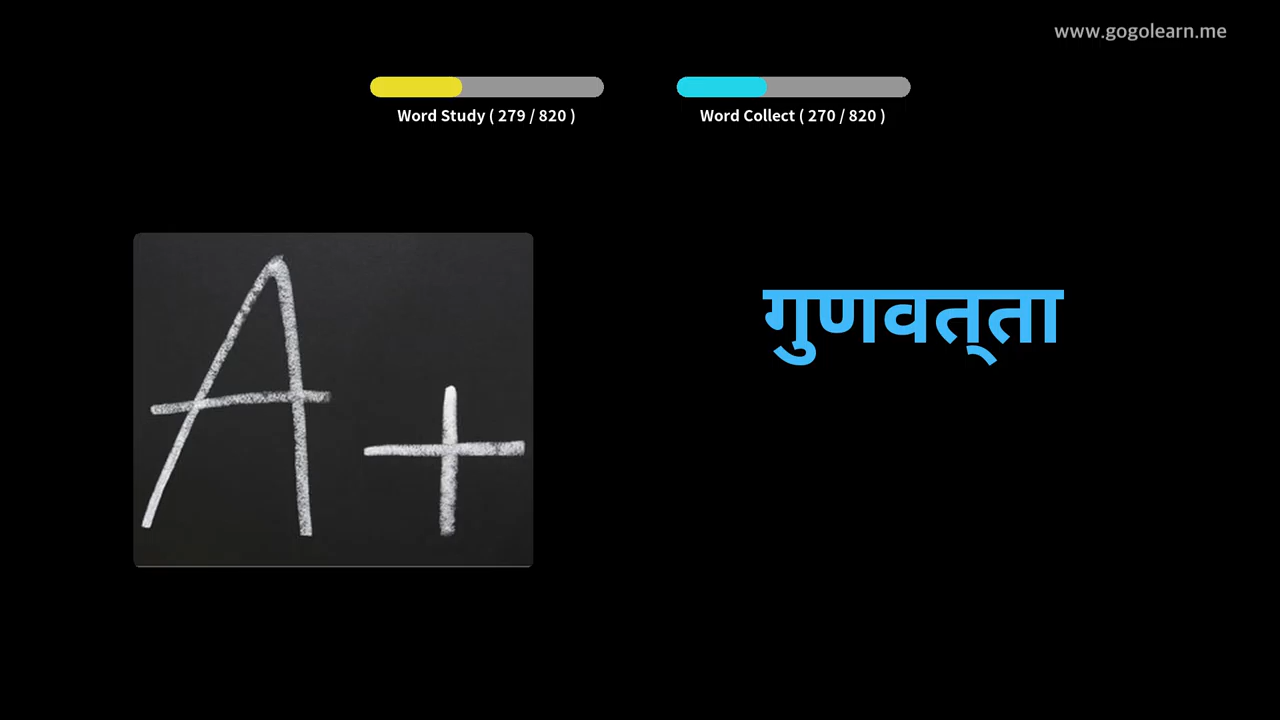 www.gogolearn.me
Word Study ( 279 / 820 )
Word Collect ( 270 / 820 )
A+
गुणवत्‌ता